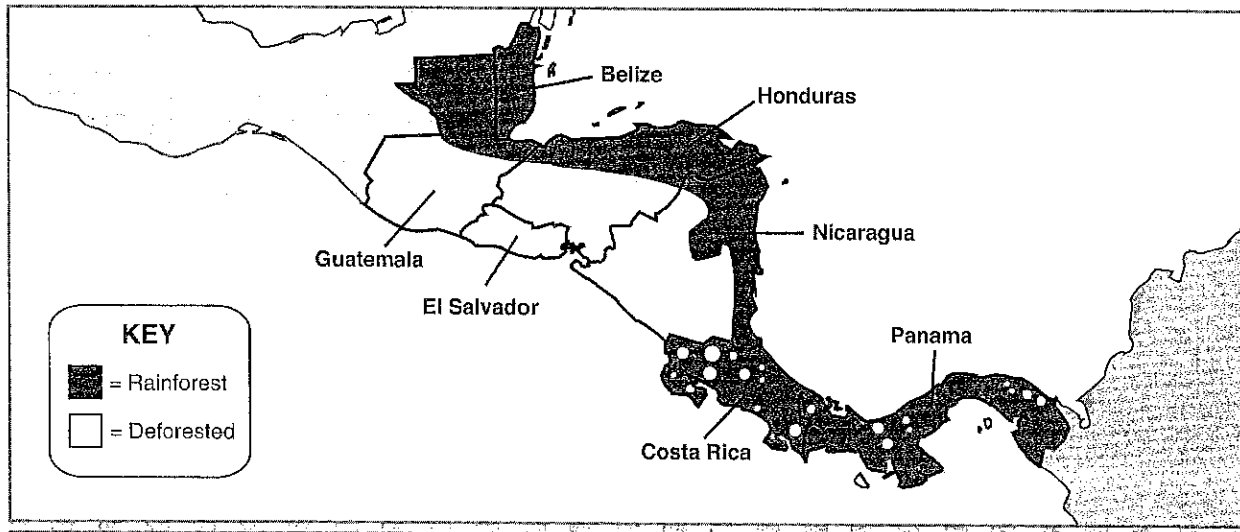 Belize
Honduras
Nicaragua
Guatemala
El Salvador
Panama
Costa Rica
KEY
= Rainforest
= Deforested